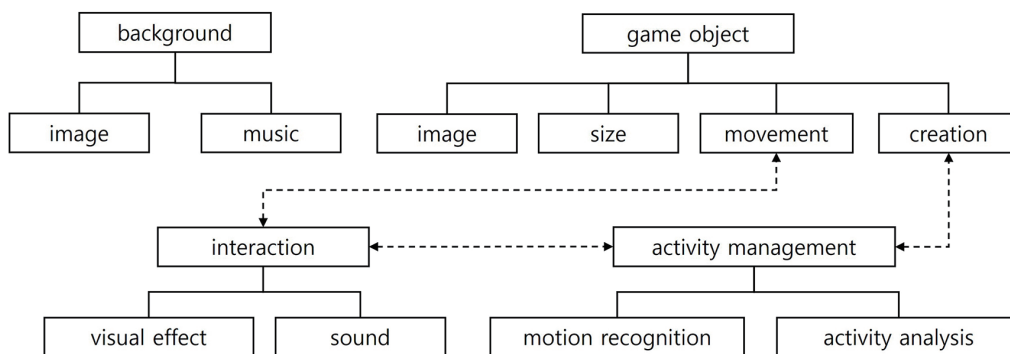 background
game object
image
music
image
size
movement
creation
interaction
activity management
visual effect
sound
motion recognition
activity analysis